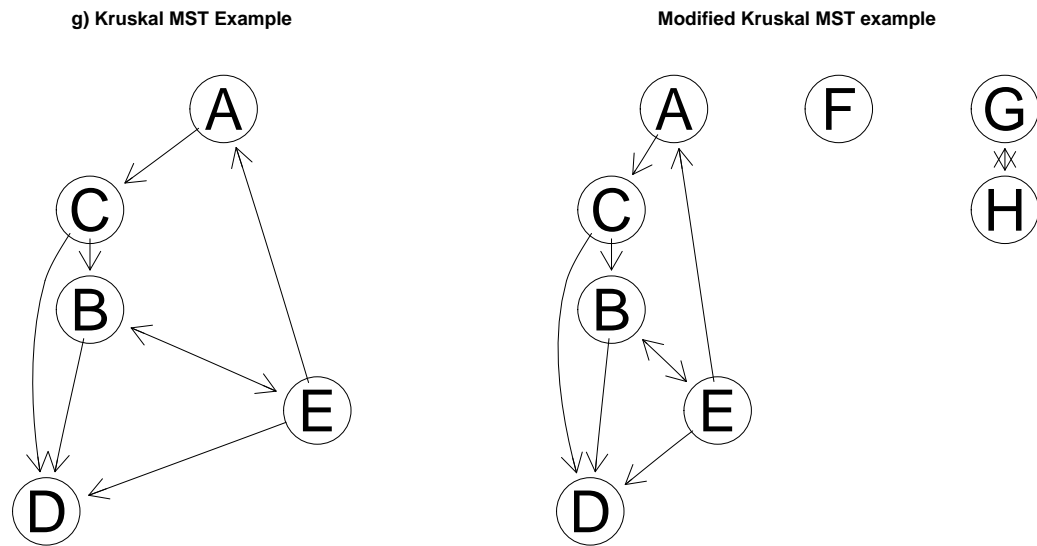 g) Kruskal MST Example
A
C
B
E
D
Modified Kruskal MST example
A
F
G
C
H
B
E
D